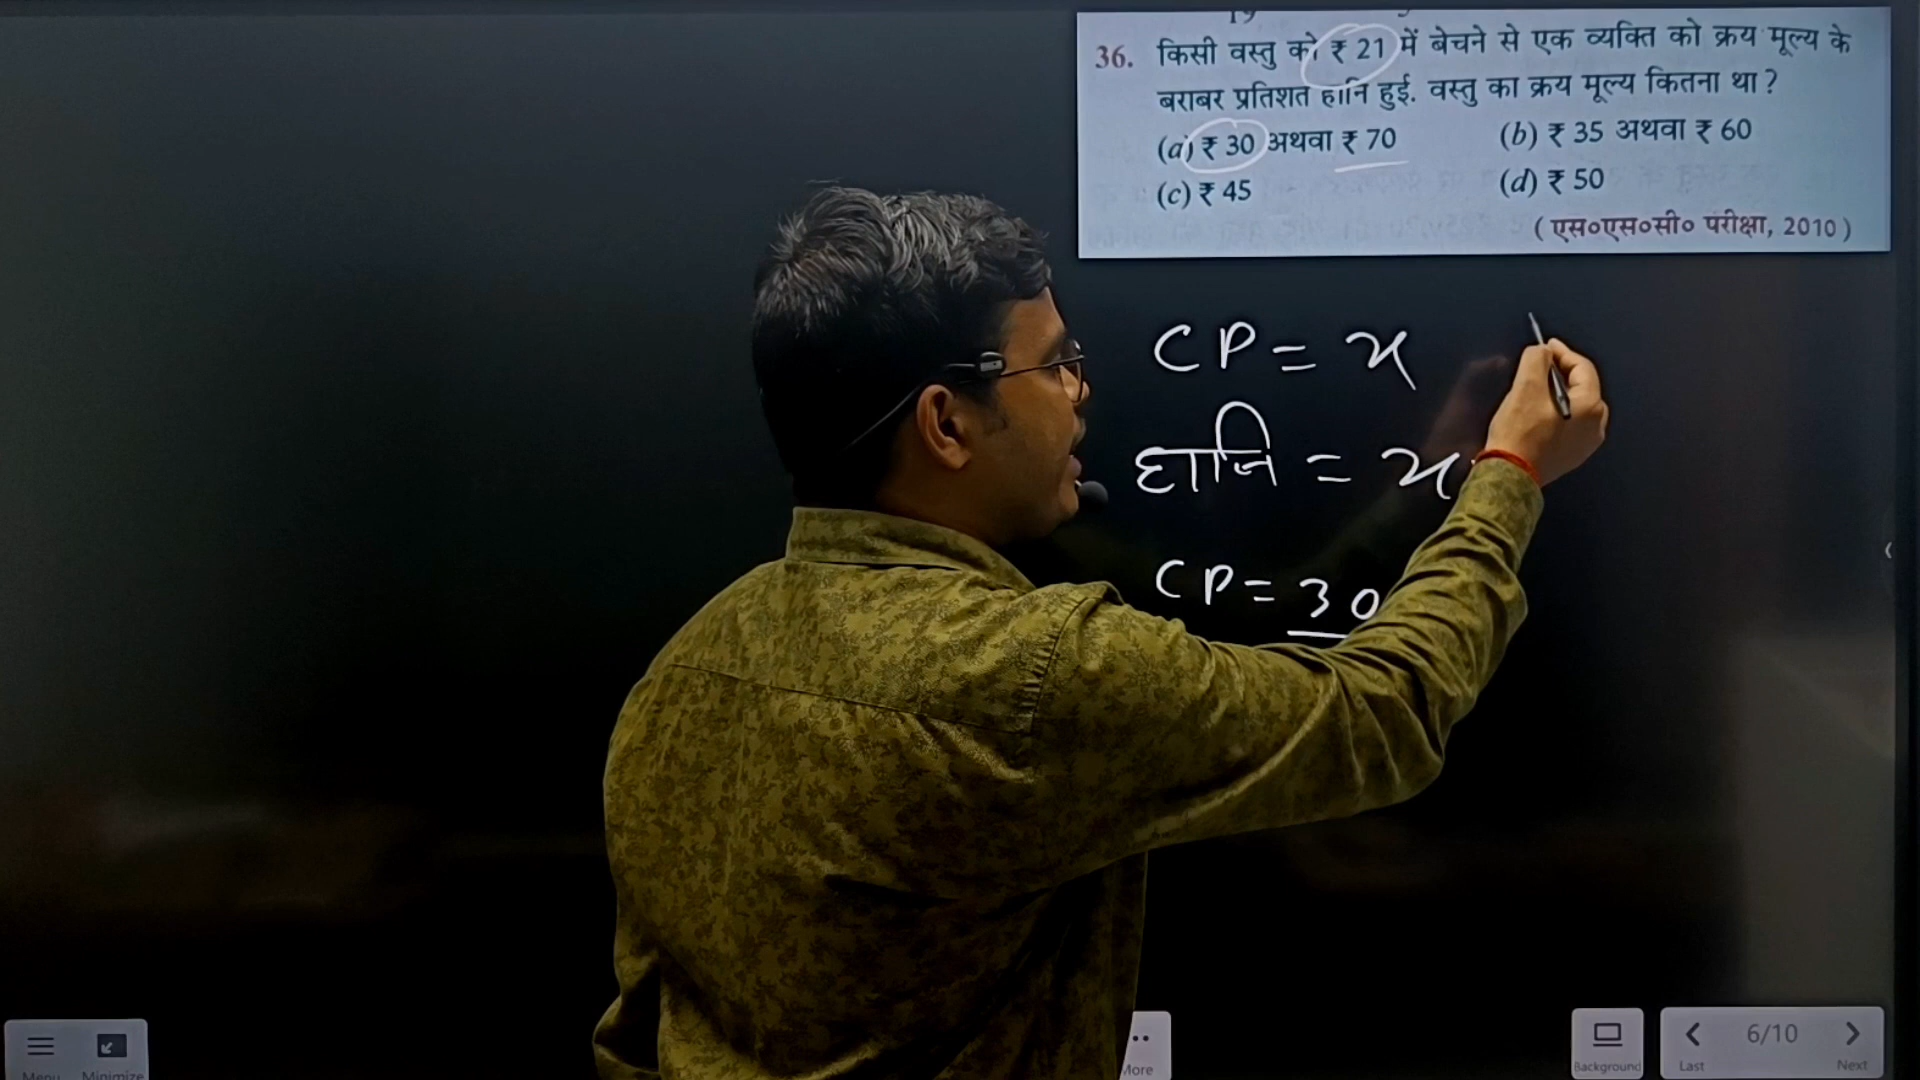 36. किसी वस्तु को ₹ 21 में बेचने से एक व्यक्ति को क्रय मूल्य के
बराबर प्रतिशत हानि हुई. वस्तु का क्रय मूल्य कितना था?
(a) ₹ 30 अथवा ₹ 70 (b) ₹ 35 अथवा ₹ 60
(c) ₹ 45 (d) ₹ 50
( एस०एस०सी० परीक्षा, 2010 )
CP = x
हानि = x
CP = 30
Menu Minimize
More
Background
6/10
Last Next